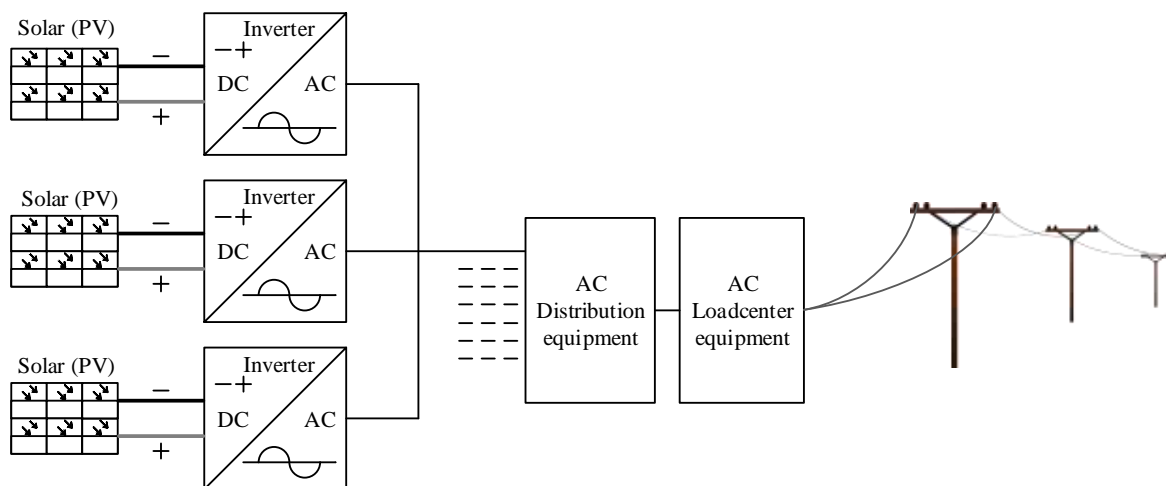 Solar (PV)
−
+
Inverter
−+
DC
AC
Solar (PV)
−
+
Inverter
−+
DC
AC
Solar (PV)
−
+
Inverter
−+
DC
AC
AC
Distribution
equipment
AC
Loadcenter
equipment